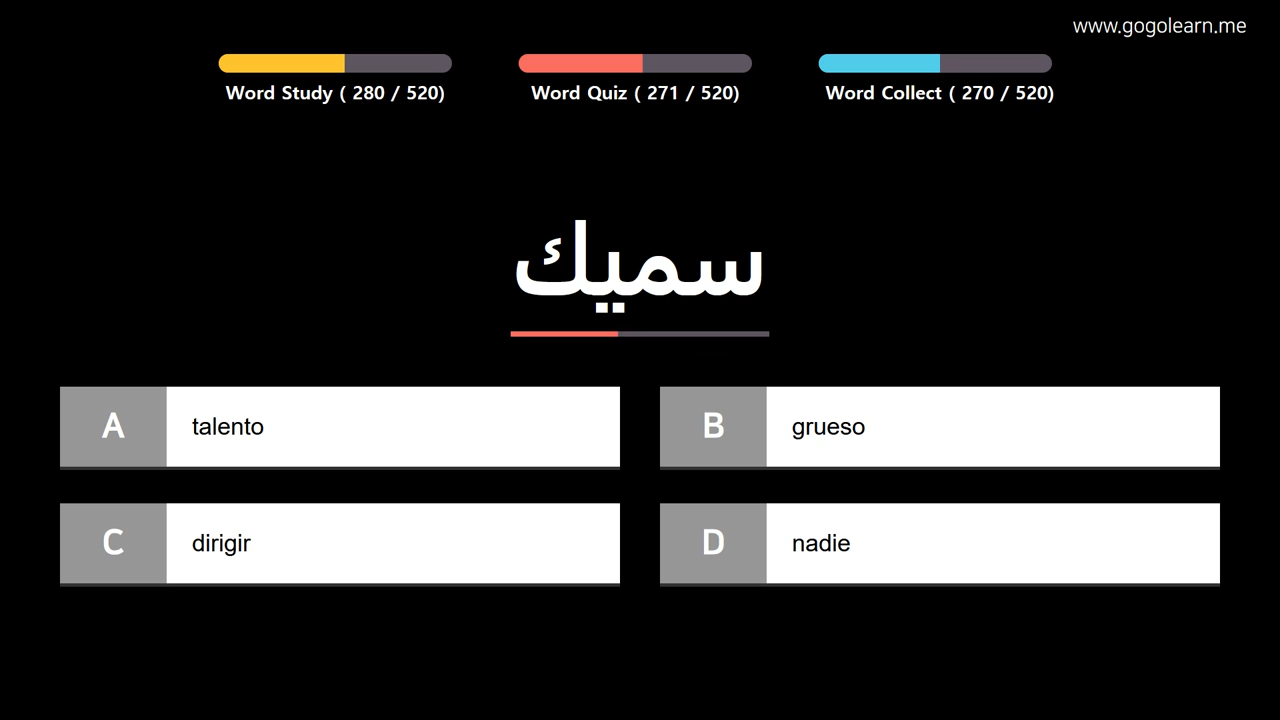 www.gogolearn.me
Word Study ( 280 / 520)
Word Quiz ( 271 / 520)
Word Collect ( 270 / 520)
سميك
A talento
B grueso
C dirigir
D nadie